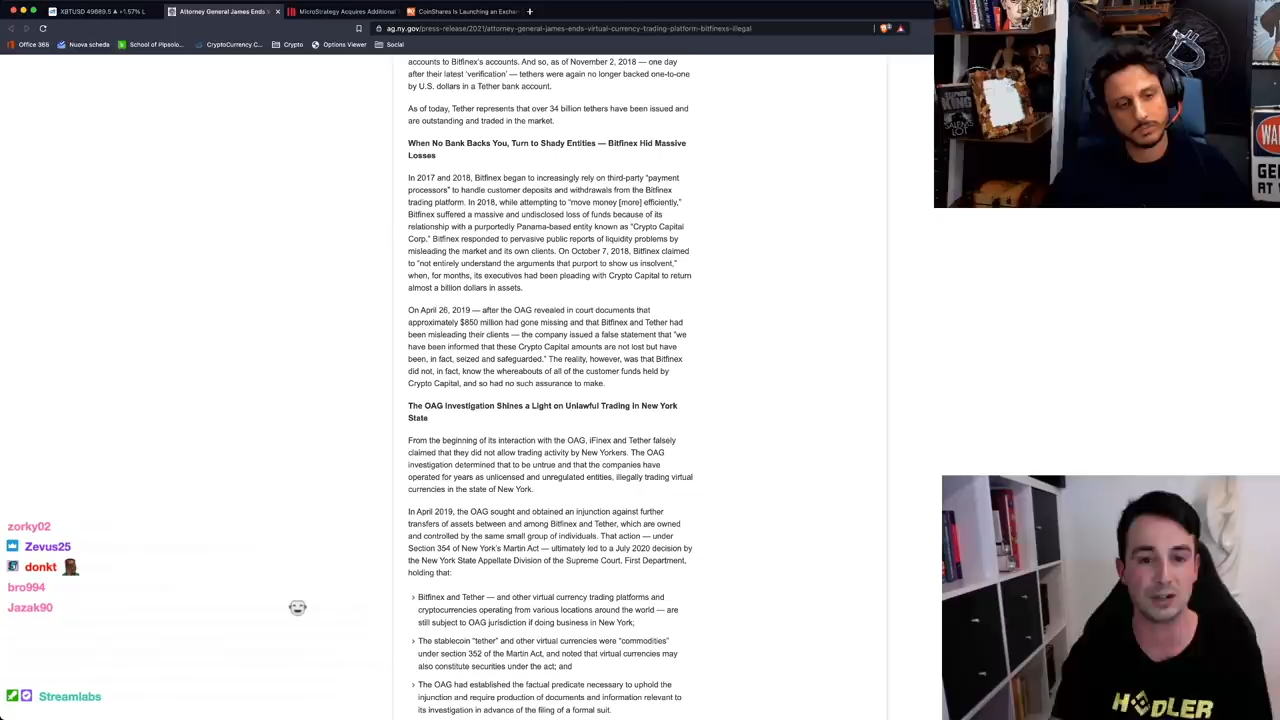 XBTUSD 49689.5 ▲ +1.57% L
Attorney General James Ends V
MicroStrategy Acquires Additional
CoinShares Is Launching an Exchan
ag.ny.gov/press-release/2021/attorney-general-james-ends-virtual-currency-trading-platform-bitfinexs-illegal
Office 365
Nuova scheda
School of Pipsolo...
CryptoCurrency C...
Crypto
Options Viewer
Social
accounts to Bitfinex's accounts. And so, as of November 2, 2018 — one day
after their latest 'verification' — tethers were again no longer backed one-to-one
by U.S. dollars in a Tether bank account.
As of today, Tether represents that over 34 billion tethers have been issued and
are outstanding and traded in the market.
When No Bank Backs You, Turn to Shady Entities — Bitfinex Hid Massive
Losses
In 2017 and 2018, Bitfinex began to increasingly rely on third-party “payment
processors” to handle customer deposits and withdrawals from the Bitfinex
trading platform. In 2018, while attempting to “move money [more] efficiently,”
Bitfinex suffered a massive and undisclosed loss of funds because of its
relationship with a purportedly Panama-based entity known as “Crypto Capital
Corp.” Bitfinex responded to pervasive public reports of liquidity problems by
misleading the market and its own clients. On October 7, 2018, Bitfinex claimed
to “not entirely understand the arguments that purport to show us insolvent,”
when, for months, its executives had been pleading with Crypto Capital to return
almost a billion dollars in assets.
On April 26, 2019 — after the OAG revealed in court documents that
approximately $850 million had gone missing and that Bitfinex and Tether had
been misleading their clients — the company issued a false statement that “we
have been informed that these Crypto Capital amounts are not lost but have
been, in fact, seized and safeguarded.” The reality, however, was that Bitfinex
did not, in fact, know the whereabouts of all of the customer funds held by
Crypto Capital, and so had no such assurance to make.
The OAG Investigation Shines a Light on Unlawful Trading in New York
State
From the beginning of its interaction with the OAG, iFinex and Tether falsely
claimed that they did not allow trading activity by New Yorkers. The OAG
investigation determined that to be untrue and that the companies have
operated for years as unlicensed and unregulated entities, illegally trading virtual
currencies in the state of New York.
In April 2019, the OAG sought and obtained an injunction against further
transfers of assets between and among Bitfinex and Tether, which are owned
and controlled by the same small group of individuals. That action — under
Section 354 of New York's Martin Act — ultimately led to a July 2020 decision by
the New York State Appellate Division of the Supreme Court, First Department,
holding that:
Bitfinex and Tether — and other virtual currency trading platforms and
cryptocurrencies operating from various locations around the world — are
still subject to OAG jurisdiction if doing business in New York;
The stablecoin “tether” and other virtual currencies were “commodities”
under section 352 of the Martin Act, and noted that virtual currencies may
also constitute securities under the act; and
The OAG had established the factual predicate necessary to uphold the
injunction and require production of documents and information relevant to
its investigation in advance of the filing of a formal suit.
zorky02
Zevus25
donkt
bro994
Jazak90
Streamlabs
KING
SALEM'S
LOT
WA
GE
AT
HODLER